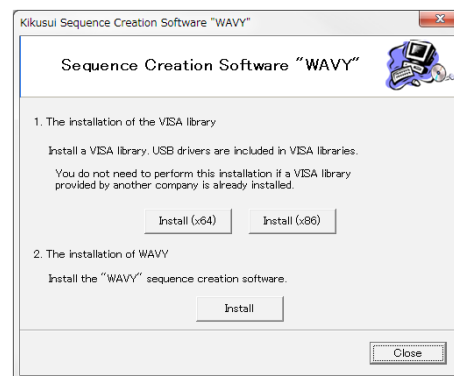 Kikusui Sequence Creation Software "WAVY"
Sequence Creation Software "WAVY"
1. The installation of the VISA library
Install a VISA library. USB drivers are included in VISA libraries.
You do not need to perform this installation if a VISA library
provided by another company is already installed.
Install (x64) Install (x86)
2. The installation of WAVY
Install the "WAVY" sequence creation software.
Install
Close